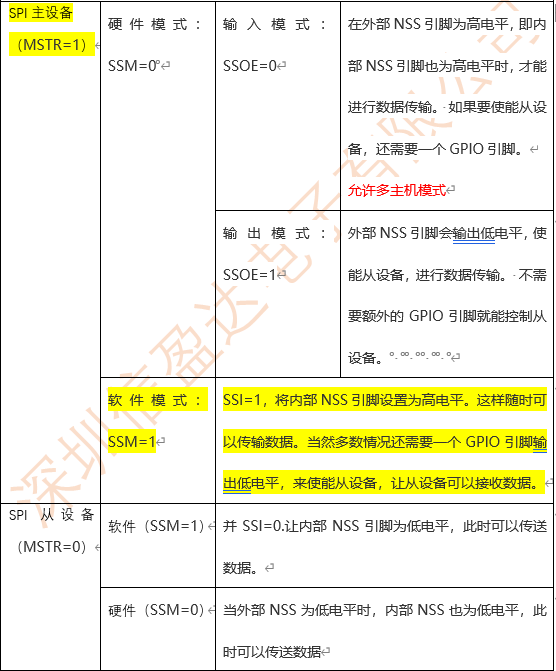 SPI 主设备
（MSTR=1）
硬件模式：
SSM=0
输入模式：
SSOE=0
在外部 NSS 引脚为高电平，即内
部 NSS 引脚也为高电平时，才能
进行数据传输。如果要使能从设
备，还需要一个 GPIO 引脚。
允许多主机模式
输出模式：
SSOE=1
外部 NSS 引脚会输出低电平，使
能从设备，进行数据传输。不需
要额外的 GPIO 引脚就能控制从
设备。
软件模式：
SSM=1
SSI=1，将内部 NSS 引脚设置为高电平。这样随时可
以传输数据。当然多数情况还需要一个 GPIO 引脚输
出低电平，来使能从设备，让从设备可以接收数据。
SPI 从设备
（MSTR=0）
软件（SSM=1）
并 SSI=0.让内部 NSS 引脚为低电平，此时可以传送
数据。
硬件（SSM=0）
当外部 NSS 为低电平时，内部 NSS 也为低电平，此
时可以传送数据
深圳信盈达电子有限公司